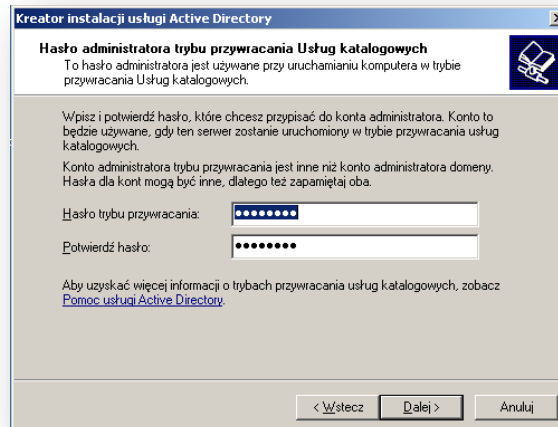 Kreator instalacji usługi Active Directory
Hasło administratora trybu przywracania Usług katalogowych
To hasło administratora jest używane przy uruchamianiu komputera w trybie
przywracania Usług katalogowych.
Wpisz i potwierdź hasło, które chcesz przypisać do konta administratora. Konto to
będzie używane, gdy ten serwer zostanie uruchomiony w trybie przywracania usług
katalogowych.
Konto administratora trybu przywracania jest inne niż konto administratora domeny.
Hasła dla kont mogą być inne, dlatego też zapamiętaj oba.
Hasło trybu przywracania: ●●●●●●●●
Potwierdź hasło: ●●●●●●●●
Aby uzyskać więcej informacji o trybach przywracania usług katalogowych, zobacz
Pomoc usługi Active Directory.
< Wstecz Dalej > Anuluj